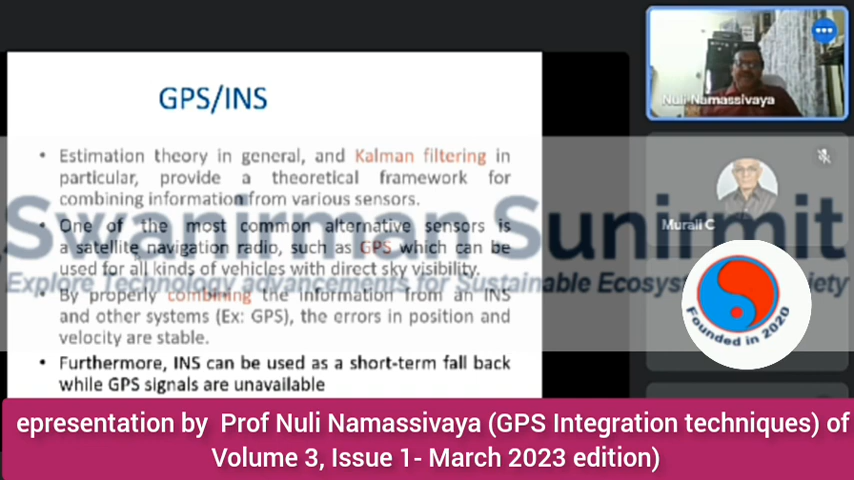 GPS/INS
• Estimation theory in general, and Kalman filtering in
particular, provide a theoretical framework for
combining information from various sensors.
• One of the most common alternative sensors is
a satellite navigation radio, such as GPS which can be
used for all kinds of vehicles with direct sky visibility.
• By properly combining the information from an INS
and other systems (Ex: GPS), the errors in position and
velocity are stable.
• Furthermore, INS can be used as a short-term fall back
while GPS signals are unavailable
Nuli Namassivaya
Murali C
Swanirman Sunirmit
Explore Technology advancements for Sustainable Ecosys ciety
Founded in 2020
epresentation by Prof Nuli Namassivaya (GPS Integration techniques) of
Volume 3, Issue 1- March 2023 edition)